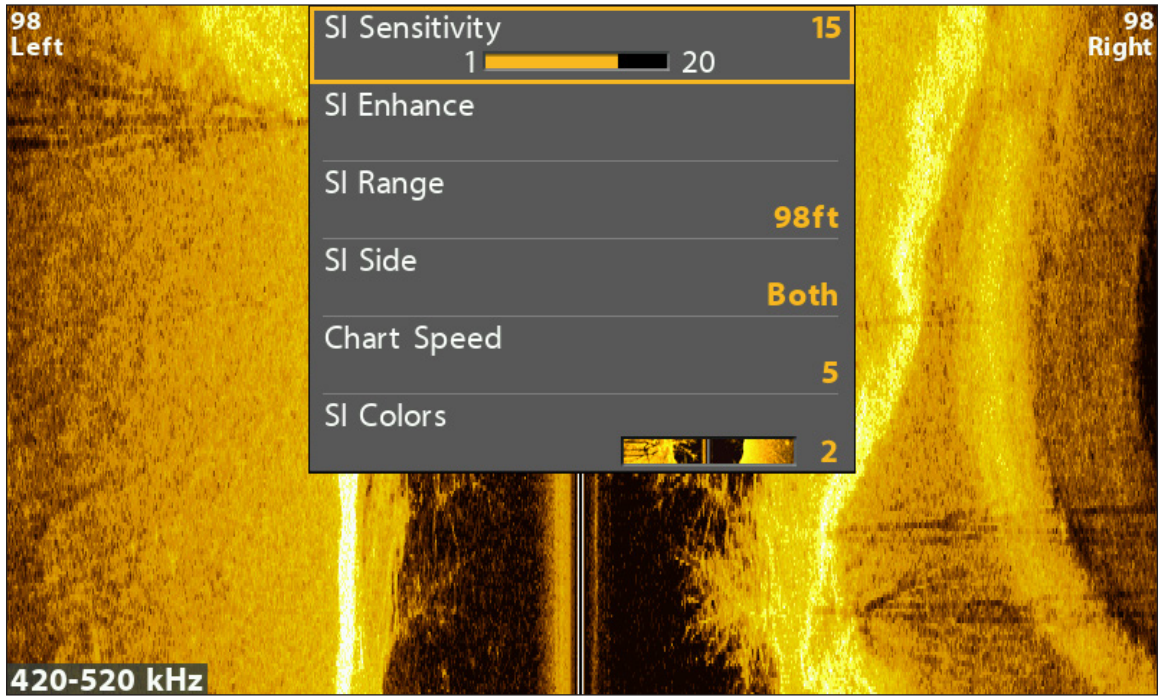 98
Left
SI Sensitivity 15
1 20
SI Enhance
SI Range
98ft
SI Side
Both
Chart Speed
5
SI Colors
2
98
Right
420-520 kHz